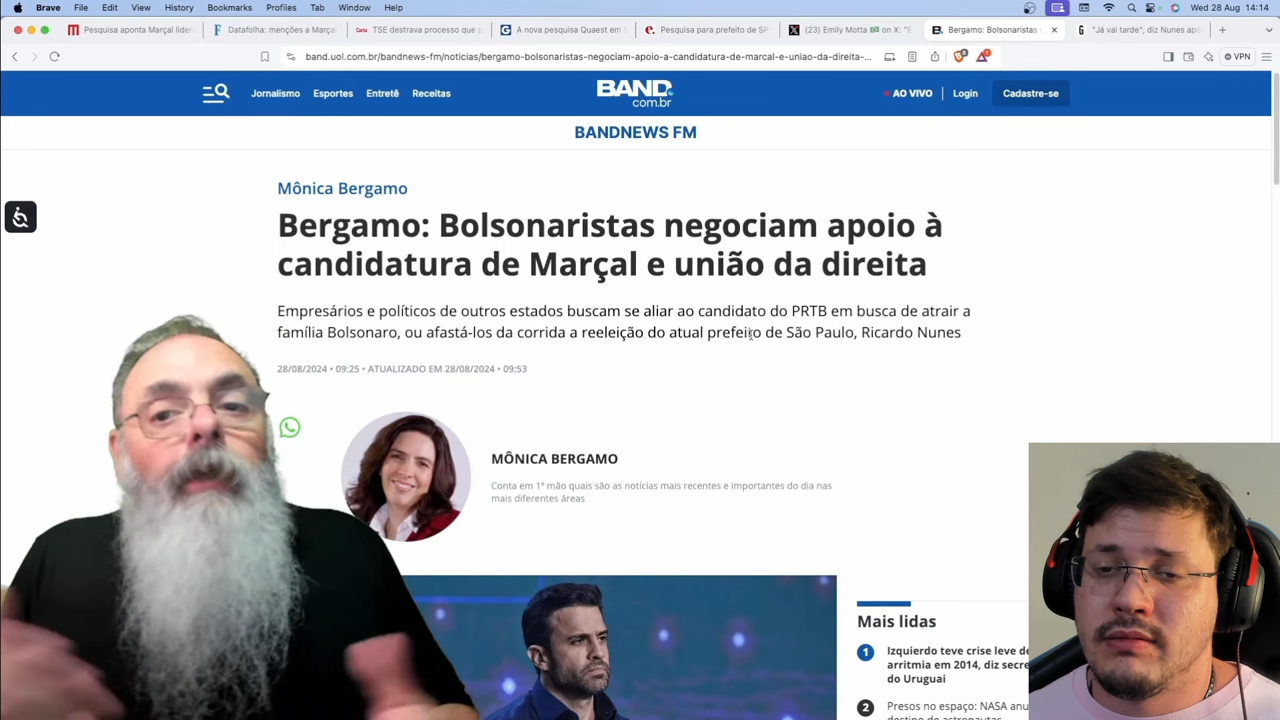 Brave File Edit View History Bookmarks Profiles Tab Window Help Wed 28 Aug 14:14
Pesquisa aponta Marçal lider Datafolha: menções a Marçal TSE destrava processo que p A nova pesquisa Quaest em S Pesquisa para prefeito de SP (23) Emily Motta on X: "E Bergamo: Bolsonaristas "Já vai tarde", diz Nunes apó
band.uol.com.br/bandnews-fm/noticias/bergamo-bolsonaristas-negociam-apoio-a-candidatura-de-marcal-e-uniao-da-direita-... VPN
Jornalismo Esportes Entretê Receitas BAND.com.br AO VIVO Login Cadastre-se
BANDNEWS FM
Mônica Bergamo
Bergamo: Bolsonaristas negociam apoio à
candidatura de Marçal e união da direita
Empresários e políticos de outros estados buscam se aliar ao candidato do PRTB em busca de atrair a
família Bolsonaro, ou afastá-los da corrida a reeleição do atual prefeito de São Paulo, Ricardo Nunes
28/08/2024 • 09:25 • ATUALIZADO EM 28/08/2024 • 09:53
MÔNICA BERGAMO
Conta em 1ª mão quais são as notícias mais recentes e importantes do dia nas
mais diferentes áreas
Mais lidas
1 Izquierdo teve crise leve de
arritmia em 2014, diz secre
do Uruguai
2 Presos no espaço: NASA anu
destino de astronautas